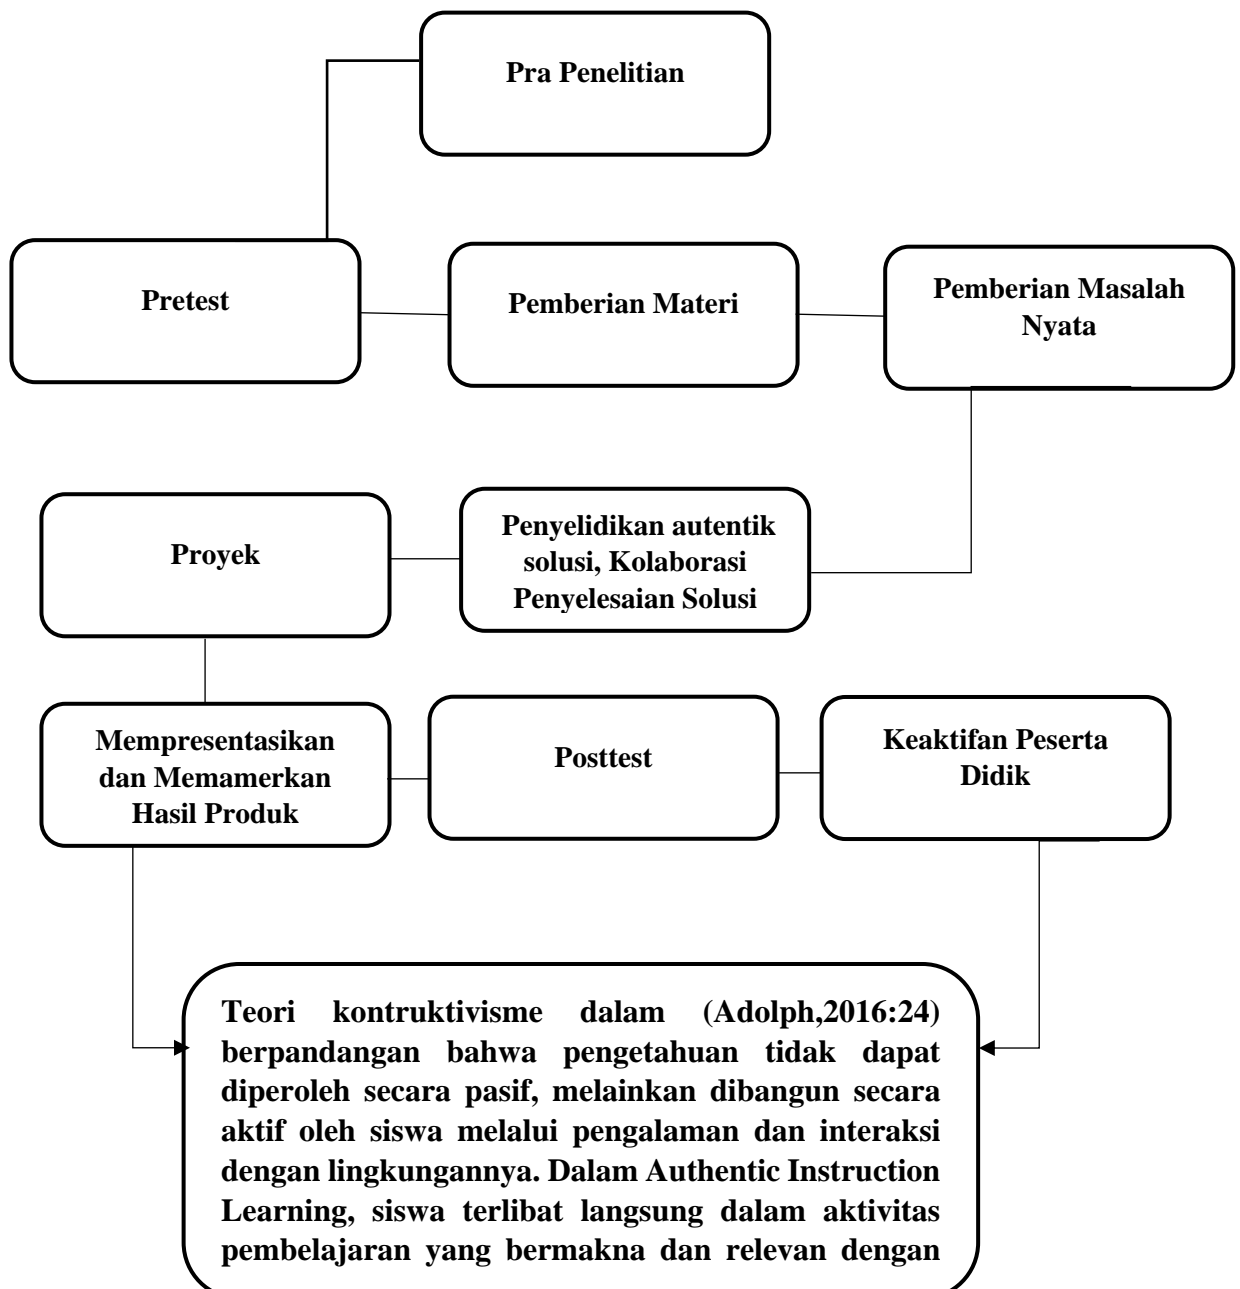 Pra Penelitian
Pretest
Pemberian Materi
Pemberian Masalah
Nyata
Penyelidikan autentik
solusi, Kolaborasi
Penyelesaian Solusi
Proyek
Mempresentasikan
dan Memamerkan
Hasil Produk
Posttest
Keaktifan Peserta
Didik
Teori kontruktivisme dalam (Adolph,2016:24)
berpandangan bahwa pengetahuan tidak dapat
diperoleh secara pasif, melainkan dibangun secara
aktif oleh siswa melalui pengalaman dan interaksi
dengan lingkungannya. Dalam Authentic Instruction
Learning, siswa terlibat langsung dalam aktivitas
pembelajaran yang bermakna dan relevan dengan